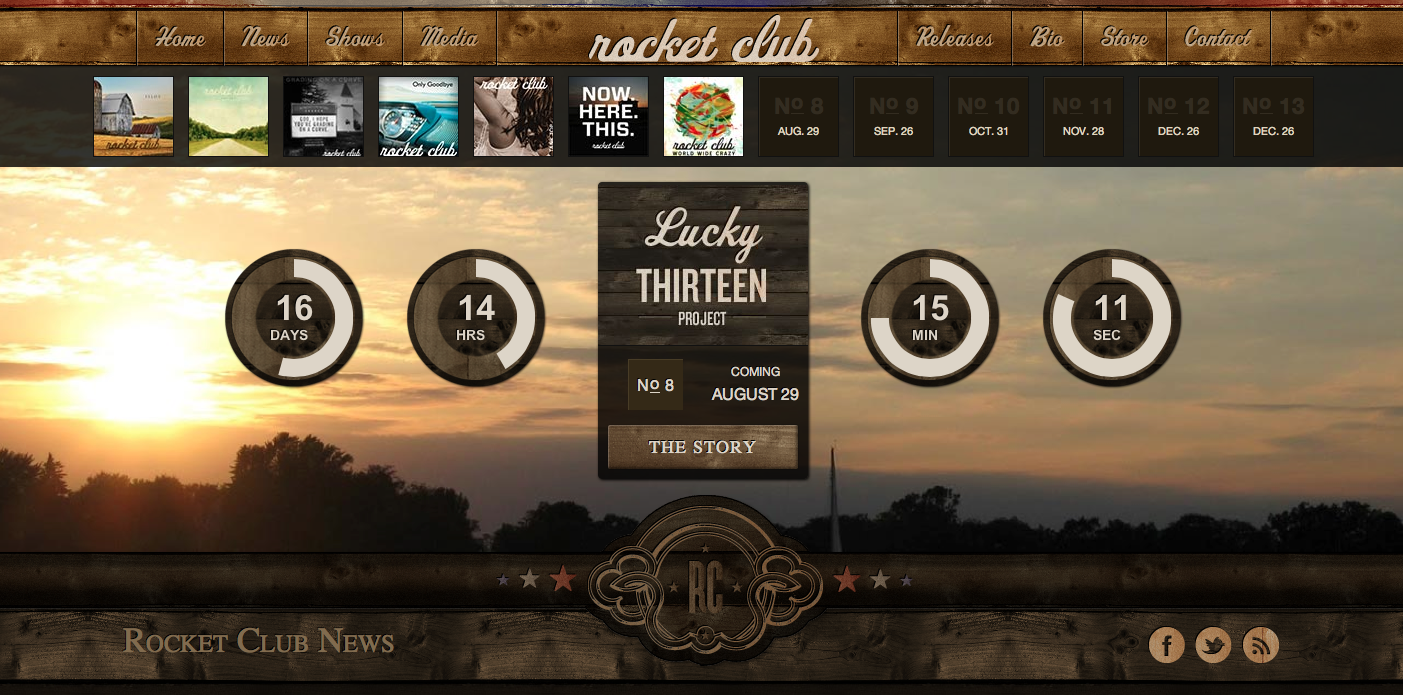 Home News Shows Media rocket club Releases Bio Store Contact
rocket club
rocket club
GOD, I HOPE
YOU'RE GRADING
ON A CURVE.
rocket club
Only Goodbye
rocket club
rocket club
NOW.
HERE.
THIS.
rocket club
rocket club
WORLD WIDE CRAZY
No 8
AUG. 29
No 9
SEP. 26
No 10
OCT. 31
No 11
NOV. 28
No 12
DEC. 26
No 13
DEC. 26
16
DAYS
14
HRS
Lucky
THIRTEEN
PROJECT
No 8
COMING
AUGUST 29
THE STORY
15
MIN
11
SEC
RC
Rocket Club News